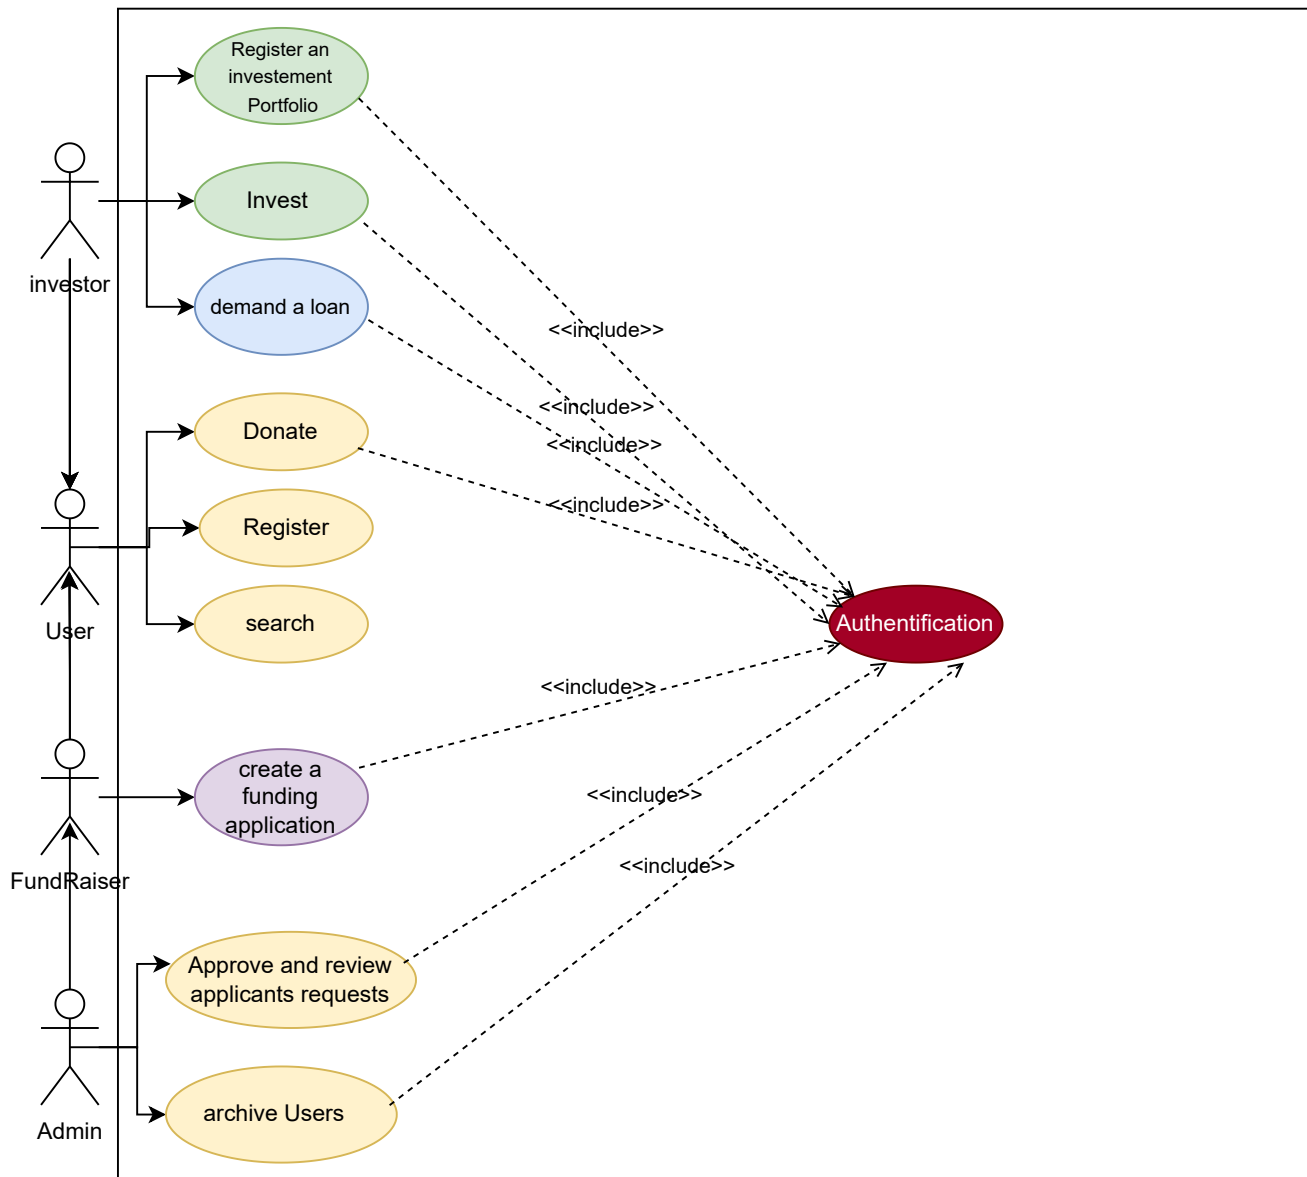 Register an
investement
Portfolio
Invest
investor
demand a loan
<<include>>
<<include>>
Donate
<<include>>
<<include>>
Register
User
search
Authentification
<<include>>
create a
funding
application
<<include>>
FundRaiser
<<include>>
Approve and review
applicants requests
Admin
archive Users